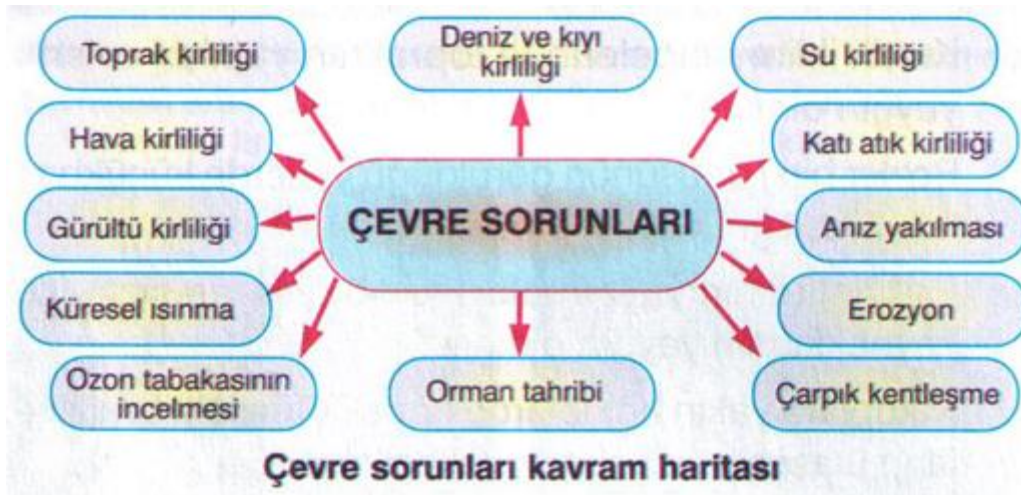 Toprak kirliliği
Deniz ve kıyı
kirliliği
Su kirliliği
Hava kirliliği
Katı atık kirliliği
Gürültü kirliliği
ÇEVRE SORUNLARI
Anız yakılması
Küresel ısınma
Erozyon
Ozon tabakasının
incelmesi
Orman tahribi
Çarpık kentleşme
Çevre sorunları kavram haritası